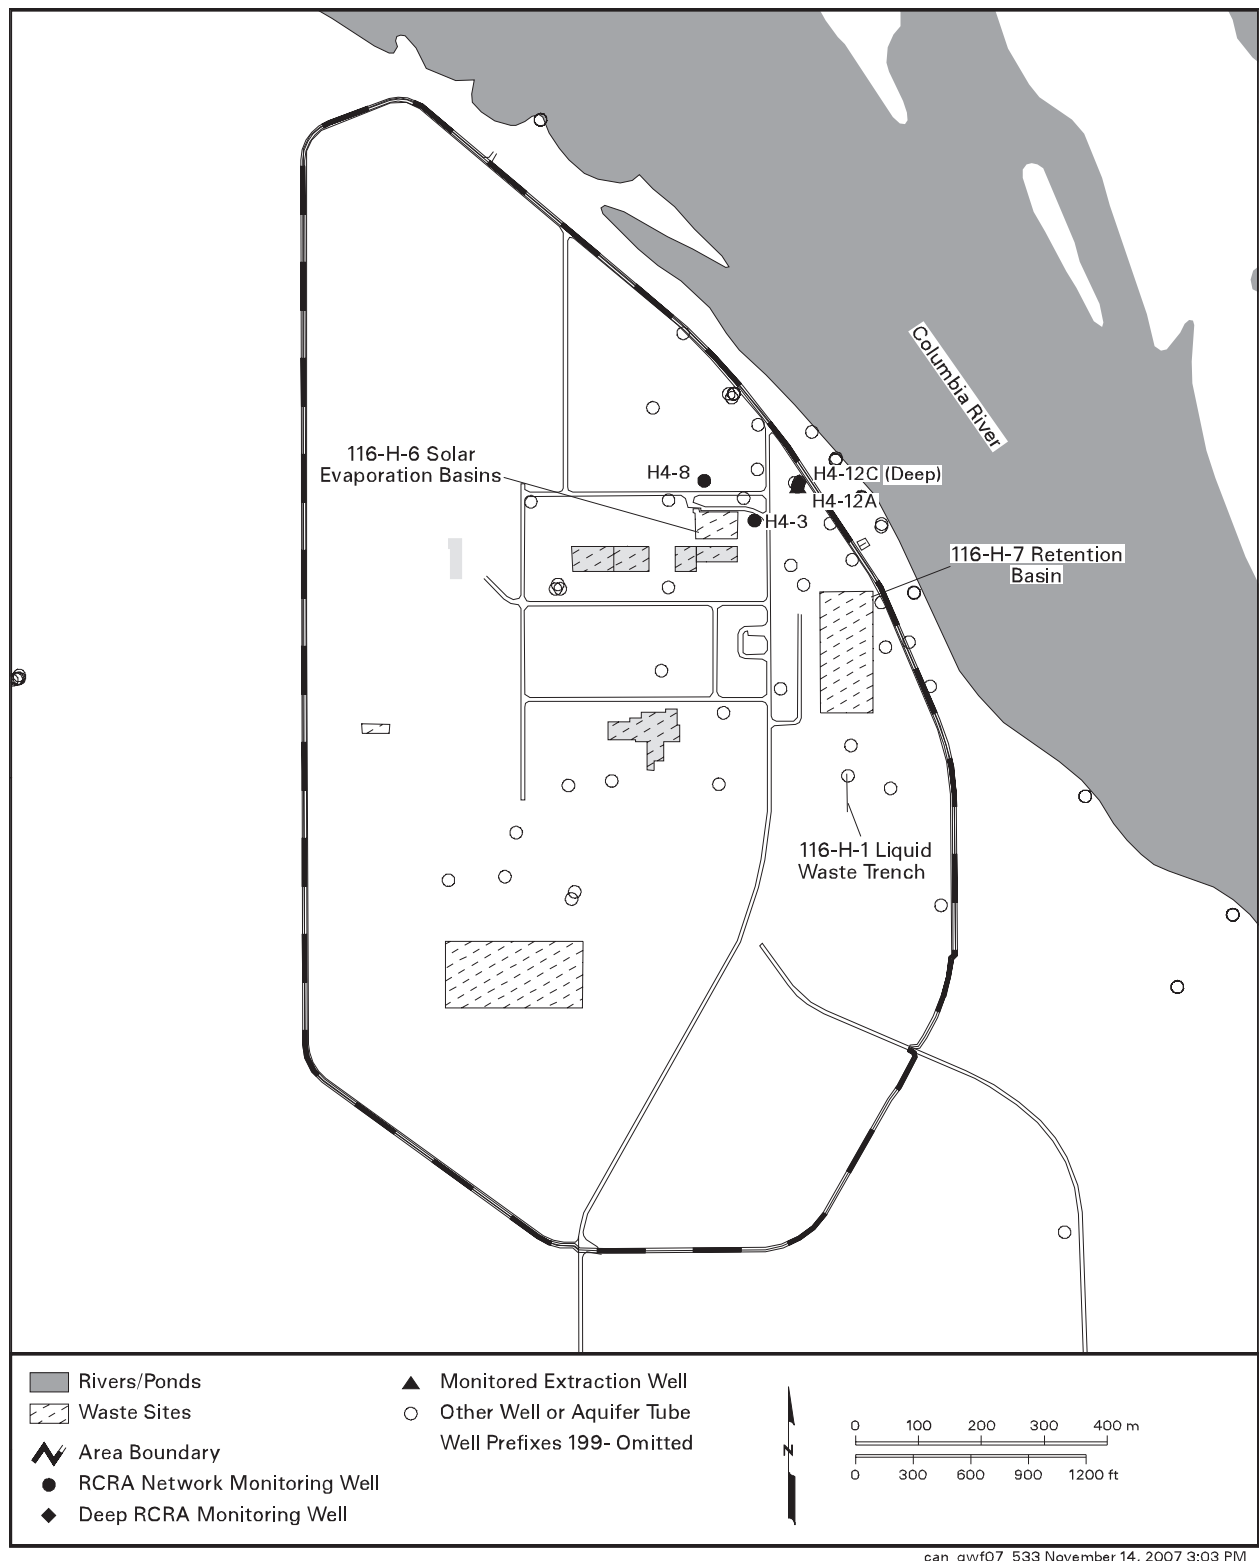 Columbia River
116-H-6 Solar
Evaporation Basins
H4-8
H4-12C (Deep)
H4-12A
H4-3
116-H-7 Retention
Basin
116-H-1 Liquid
Waste Trench
Rivers/Ponds
Waste Sites
Area Boundary
RCRA Network Monitoring Well
Deep RCRA Monitoring Well
Monitored Extraction Well
Other Well or Aquifer Tube
Well Prefixes 199- Omitted
N
0 100 200 300 400 m
0 300 600 900 1200 ft
can_gwf07_533 November 14, 2007 3:03 PM